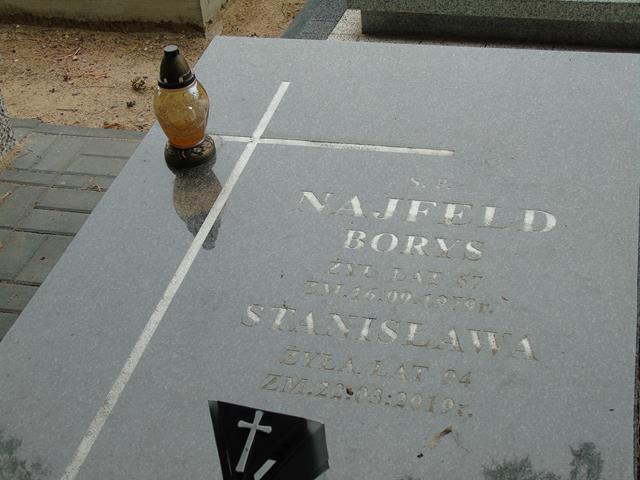 Ś. P.
NAJFELD
BORYS
ŻYŁ LAT 67
ZM.16.09.1979r.
STANISŁAWA
ŻYŁA LAT 94
ZM.22.03.2019r.